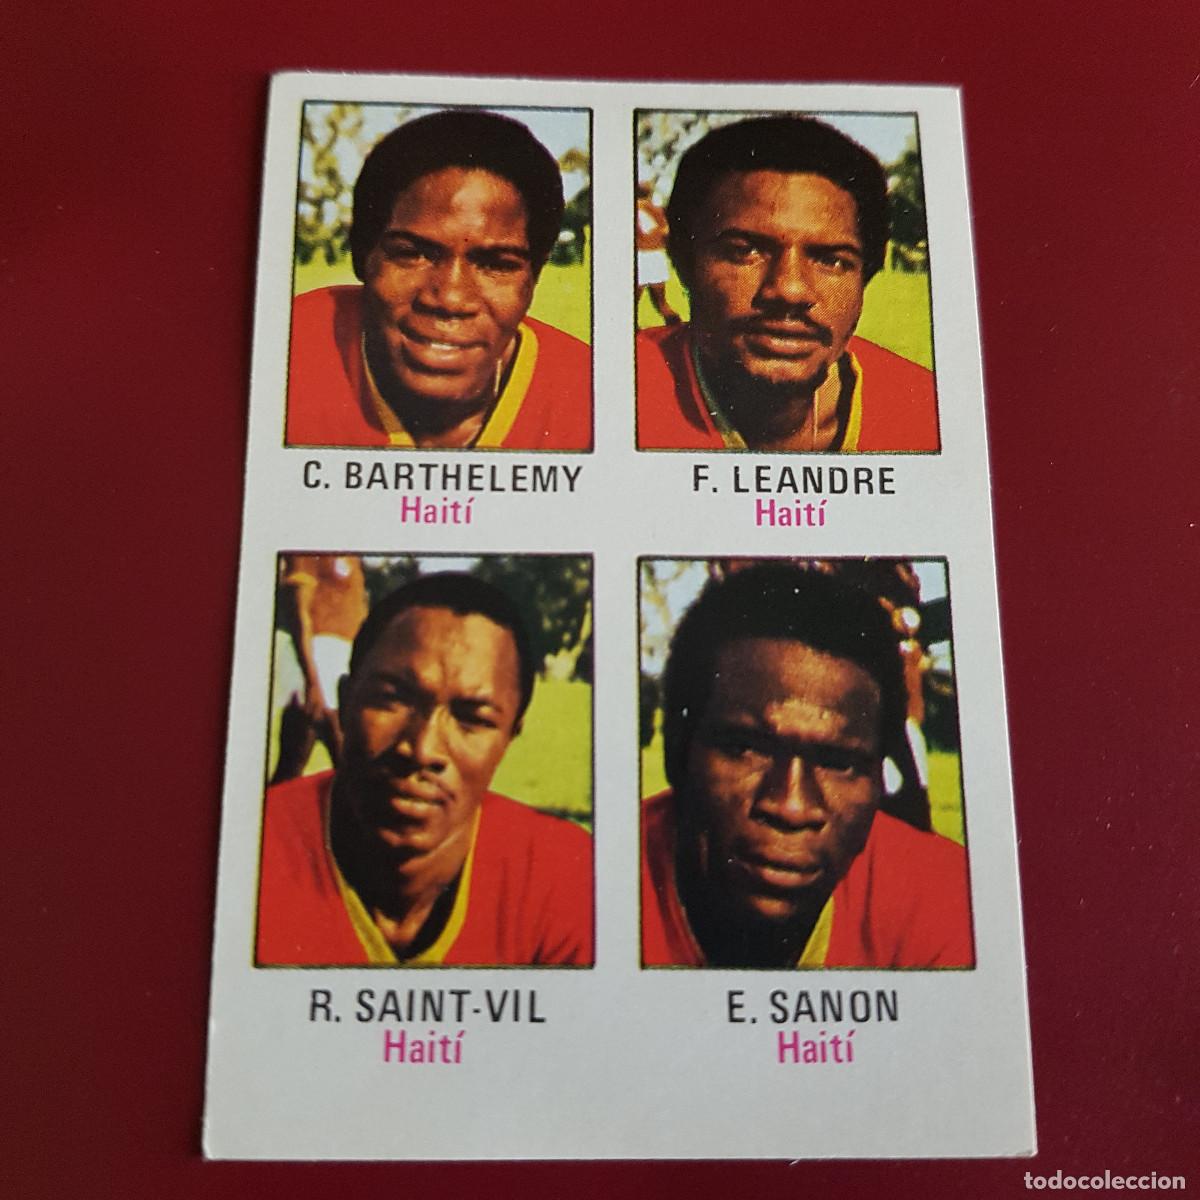 C. BARTHELEMY
Haití
F. LEANDRE
Haití
R. SAINT-VIL
Haití
E. SANON
Haití
todocoleccion